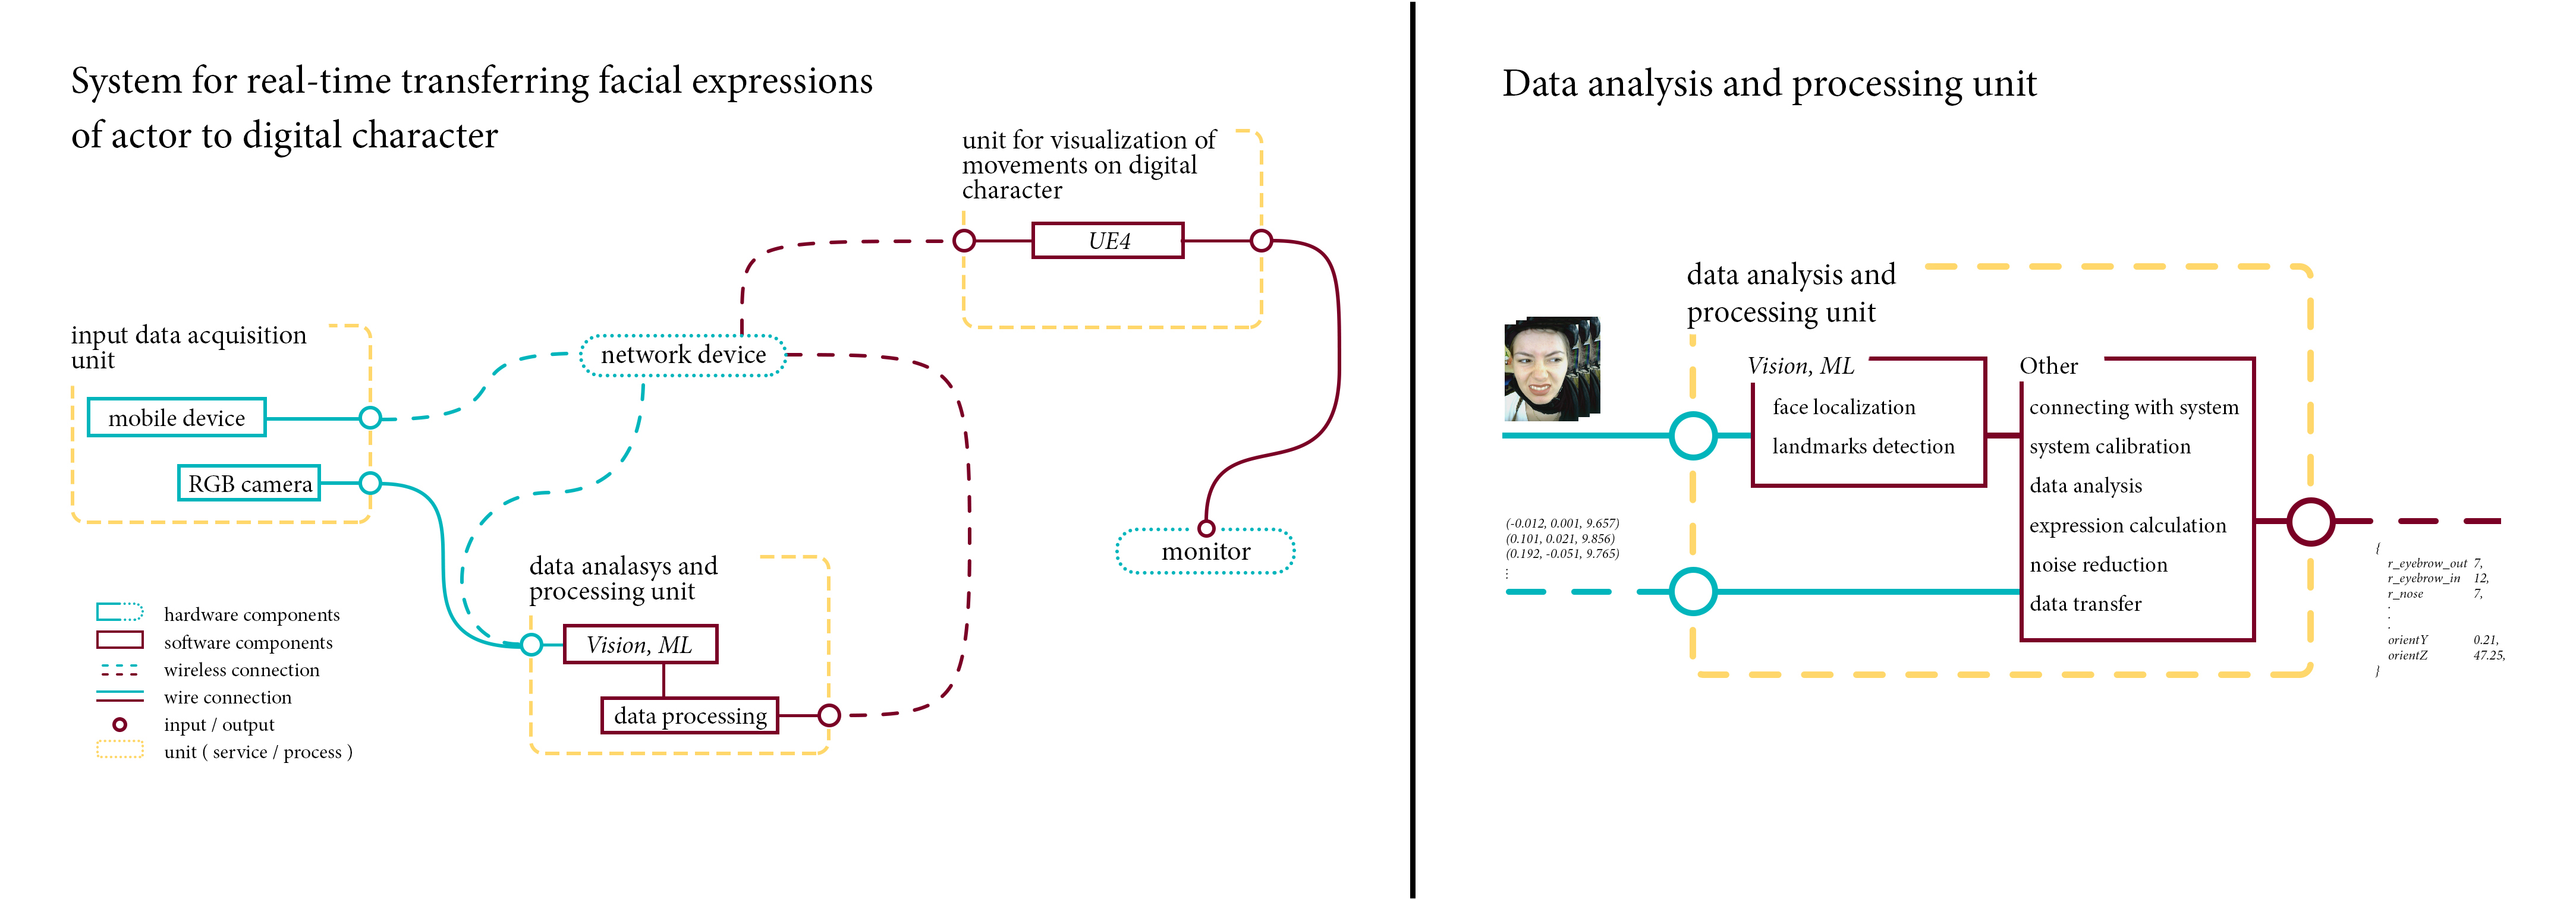 System for real-time transferring facial expressions
of actor to digital character
unit for visualization of
movements on digital
character
UE4
input data acquisition
unit
network device
mobile device
RGB camera
monitor
data analasys and
processing unit
Vision, ML
data processing
hardware components
software components
wireless connection
wire connection
input / output
unit ( service / process )
Data analysis and processing unit
data analysis and
processing unit
Vision, ML
face localization
landmarks detection
Other
connecting with system
system calibration
data analysis
expression calculation
noise reduction
data transfer
(-0.012, 0.001, 9.657)
(0.101, 0.021, 9.856)
(0.192, -0.051, 9.765)
⋮
{
r_eyebrow_out 7,
r_eyebrow_in 12,
r_nose 7,
.
.
.
orientY 0.21,
orientZ 47.25,
}